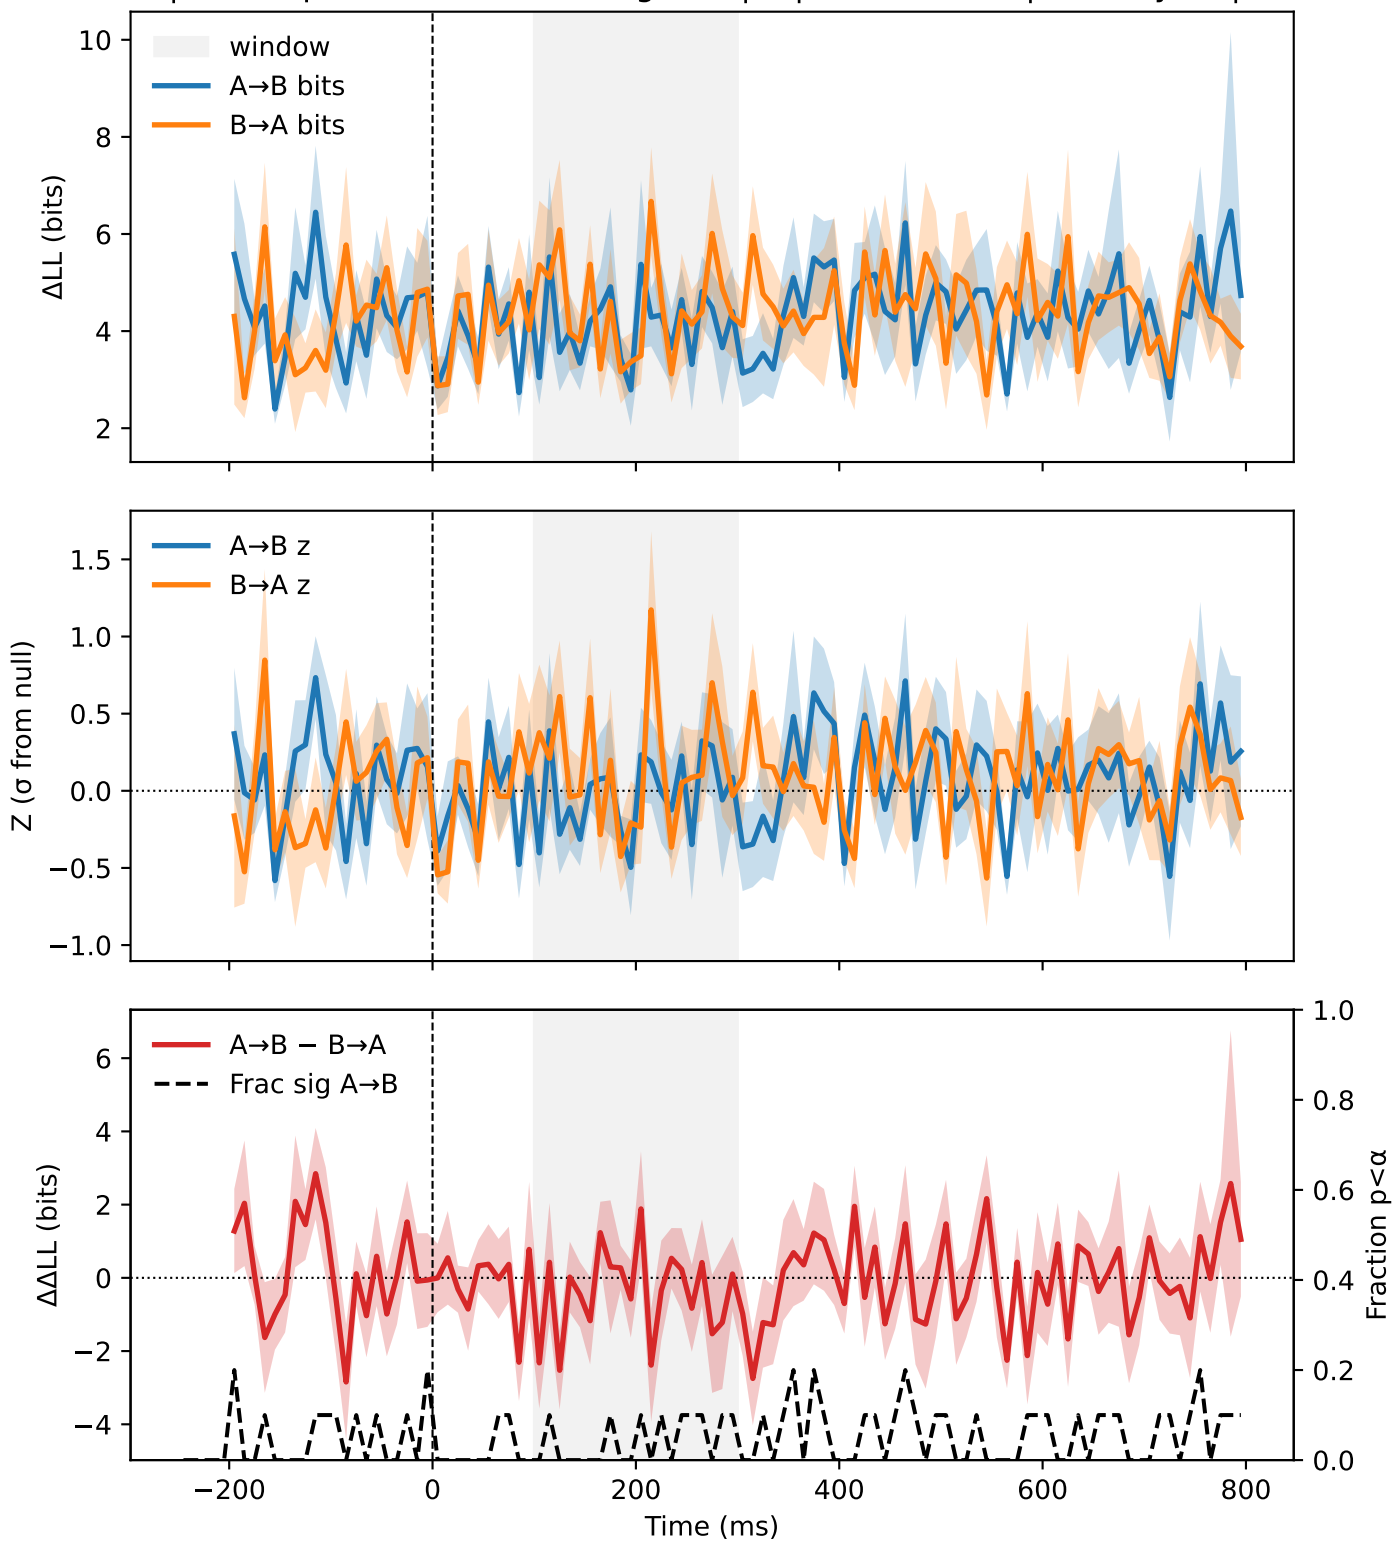 window
A→B bits
B→A bits
10
8
6
4
2
ΔLL (bits)
A→B z
B→A z
1.5
1.0
0.5
0.0
−0.5
−1.0
Z (σ from null)
A→B − B→A
Frac sig A→B
6
4
2
0
−2
−4
ΔΔLL (bits)
1.0
0.8
0.6
0.4
0.2
0.0
Fraction p<α
−200 0 200 400 600 800
Time (ms)